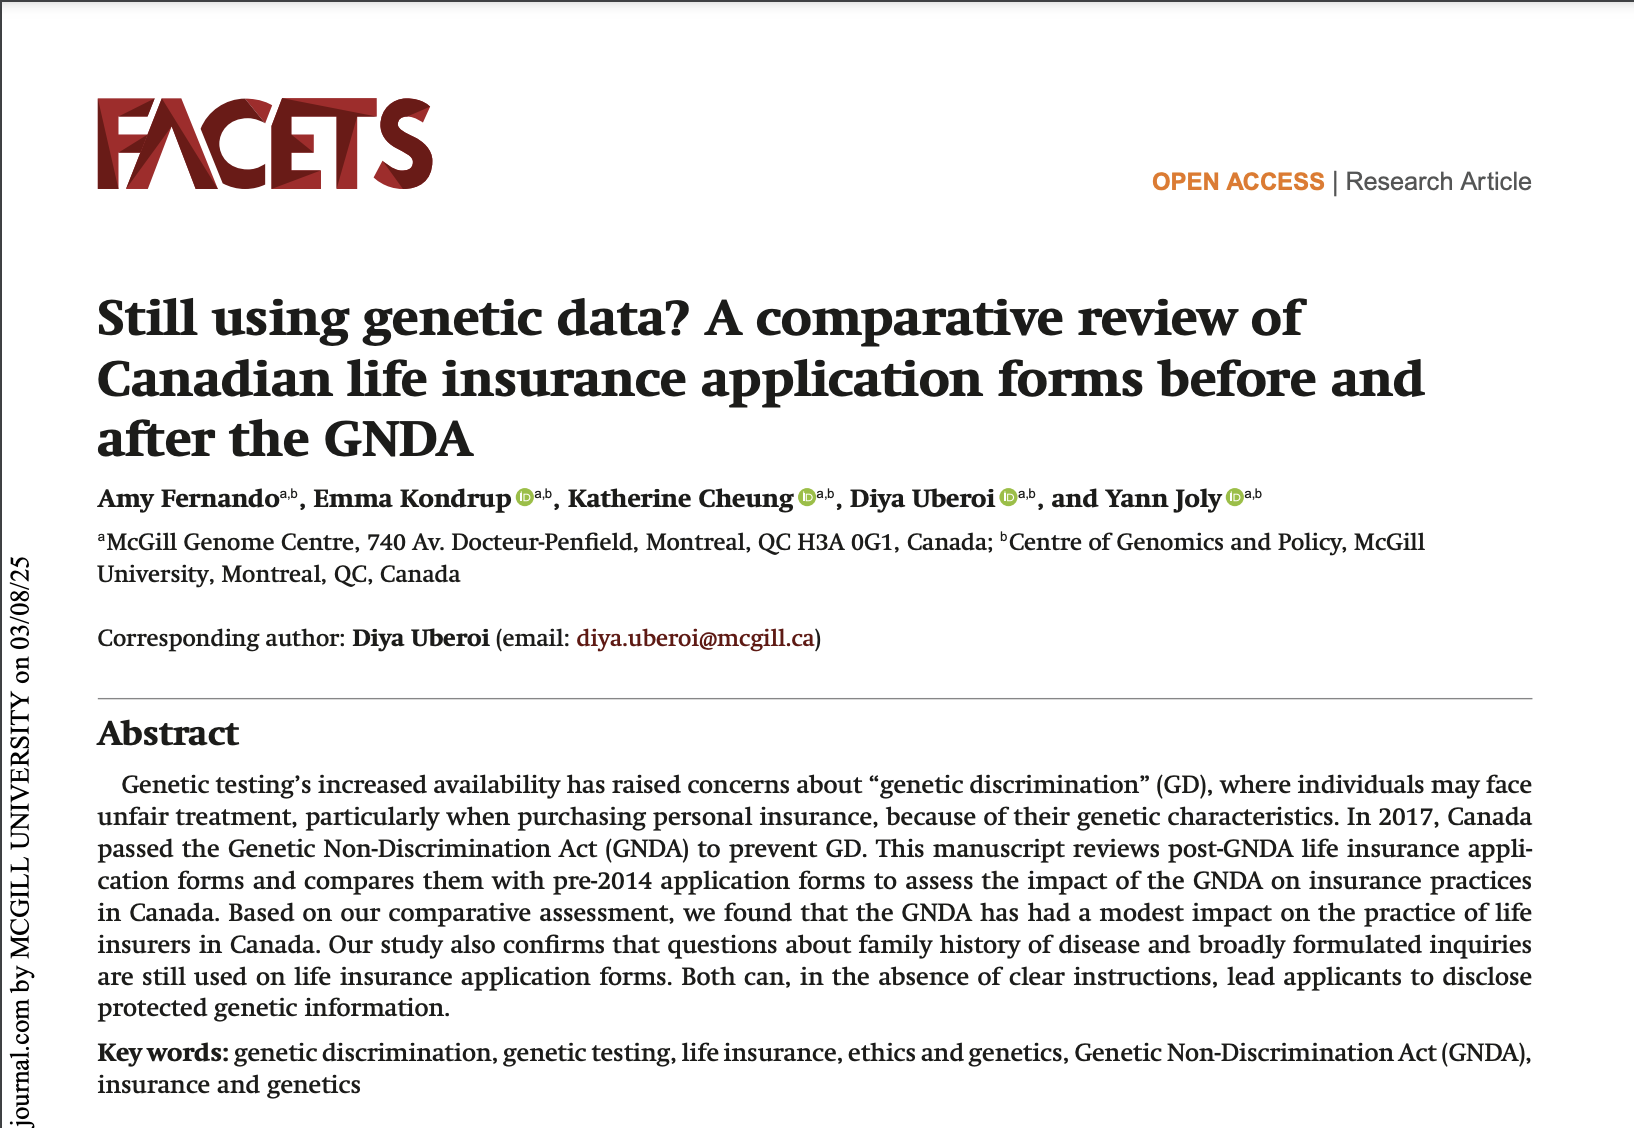 FACETS
OPEN ACCESS | Research Article
Still using genetic data? A comparative review of
Canadian life insurance application forms before and
after the GNDA
Amy Fernandoa,b, Emma Kondrup iDa,b, Katherine Cheung iDa,b, Diya Uberoi iDa,b, and Yann Joly iDa,b
aMcGill Genome Centre, 740 Av. Docteur-Penfield, Montreal, QC H3A 0G1, Canada; bCentre of Genomics and Policy, McGill
University, Montreal, QC, Canada
Corresponding author: Diya Uberoi (email: diya.uberoi@mcgill.ca)
Abstract
Genetic testing’s increased availability has raised concerns about “genetic discrimination” (GD), where individuals may face
unfair treatment, particularly when purchasing personal insurance, because of their genetic characteristics. In 2017, Canada
passed the Genetic Non-Discrimination Act (GNDA) to prevent GD. This manuscript reviews post-GNDA life insurance appli-
cation forms and compares them with pre-2014 application forms to assess the impact of the GNDA on insurance practices
in Canada. Based on our comparative assessment, we found that the GNDA has had a modest impact on the practice of life
insurers in Canada. Our study also confirms that questions about family history of disease and broadly formulated inquiries
are still used on life insurance application forms. Both can, in the absence of clear instructions, lead applicants to disclose
protected genetic information.
Key words: genetic discrimination, genetic testing, life insurance, ethics and genetics, Genetic Non-Discrimination Act (GNDA),
insurance and genetics
journal.com by MCGILL UNIVERSITY on 03/08/25